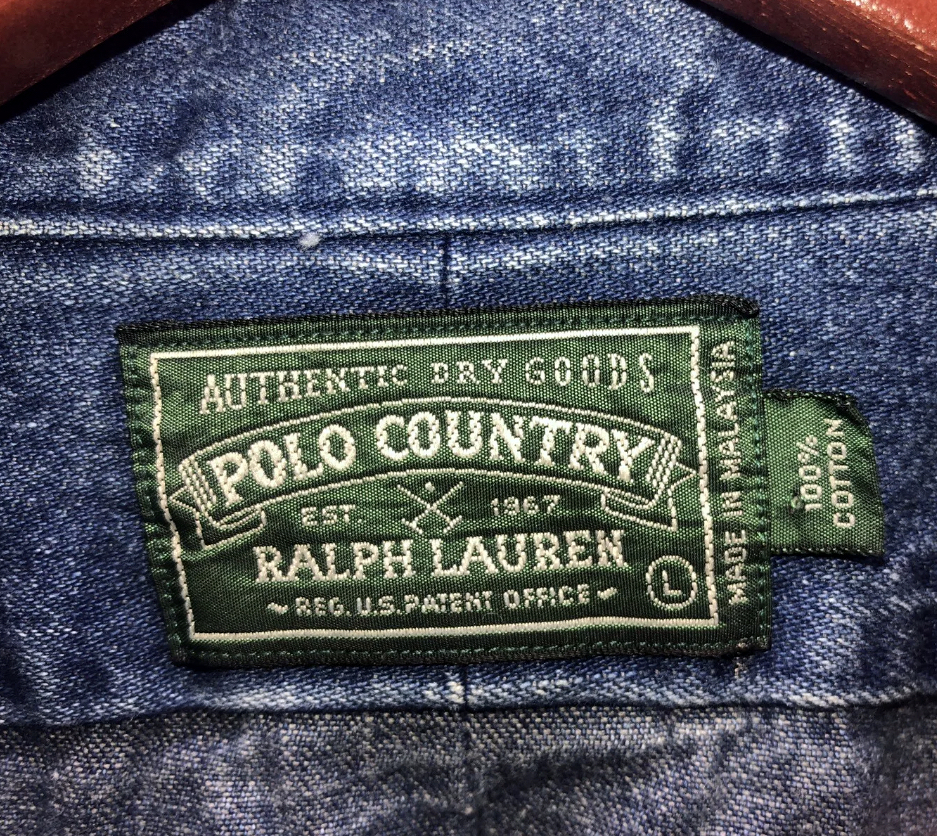 AUTHENTIC DRY GOODS
POLO COUNTRY
EST. 1967
RALPH LAUREN
REG. U.S. PATENT OFFICE
L
MADE IN MALAYSIA
100%
COTTON